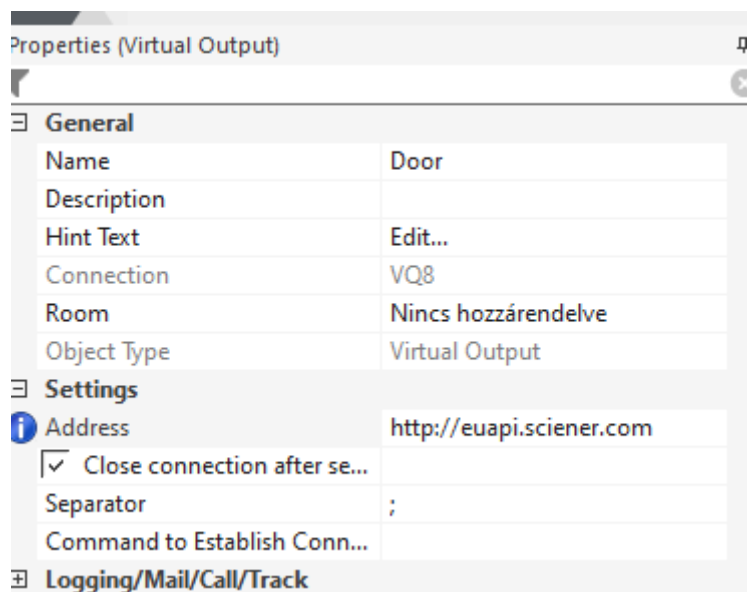 Properties (Virtual Output)
General
Name Door
Description
Hint Text Edit...
Connection VQ8
Room Nincs hozzárendelve
Object Type Virtual Output
Settings
Address http://euapi.sciener.com
Close connection after se...
Separator ;
Command to Establish Conn...
Logging/Mail/Call/Track